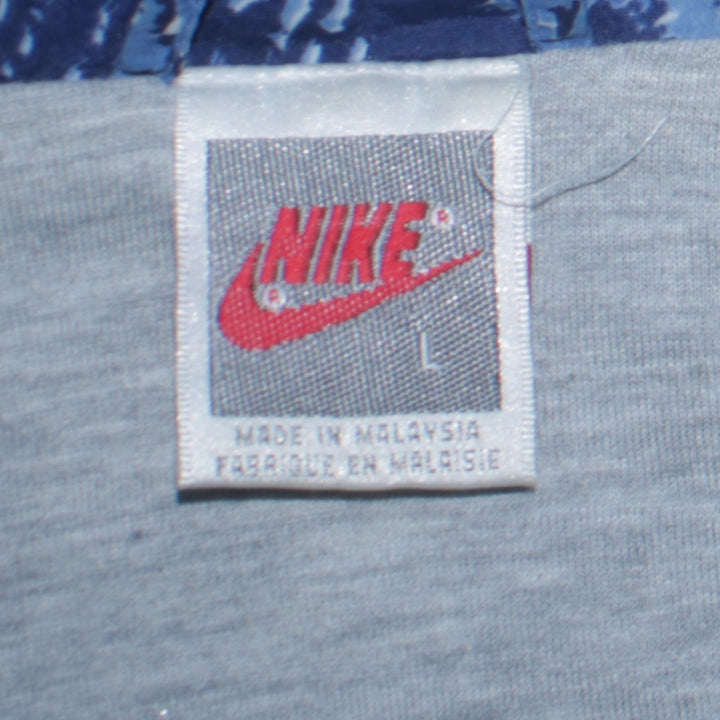 NIKE ®
®
L
MADE IN MALAYSIA
FABRIQUE EN MALAISIE